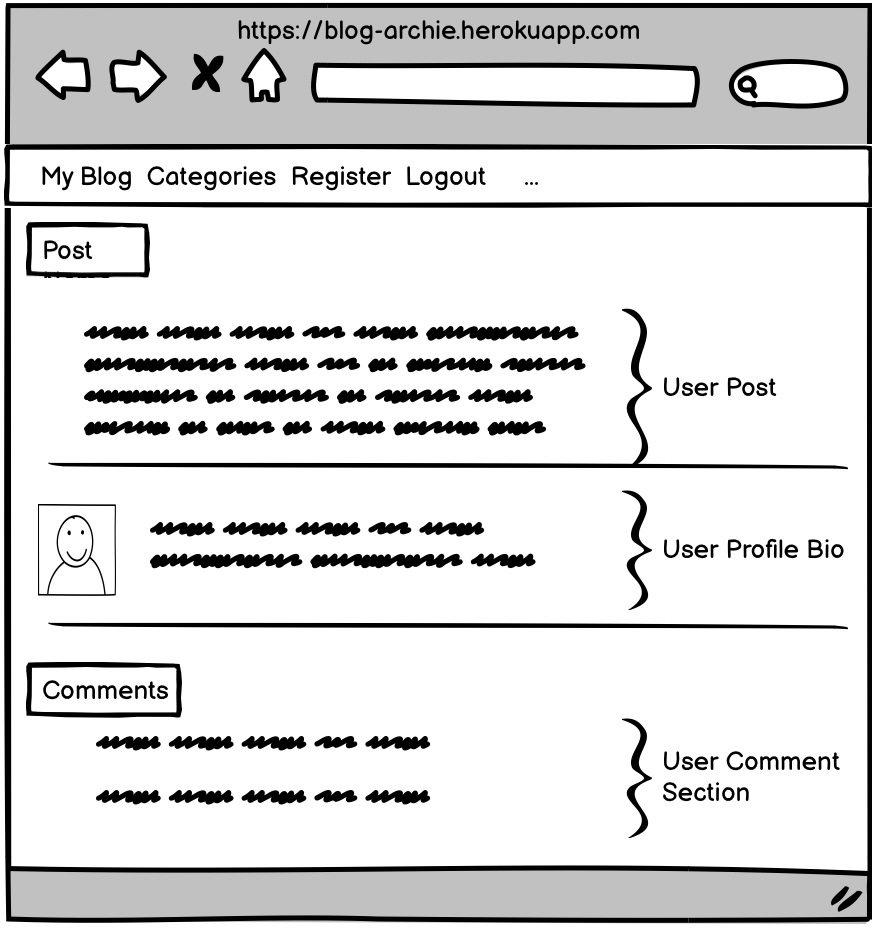 https://blog-archie.herokuapp.com
My Blog Categories Register Logout ...
Post
User Post
User Profile Bio
Comments
User Comment
Section